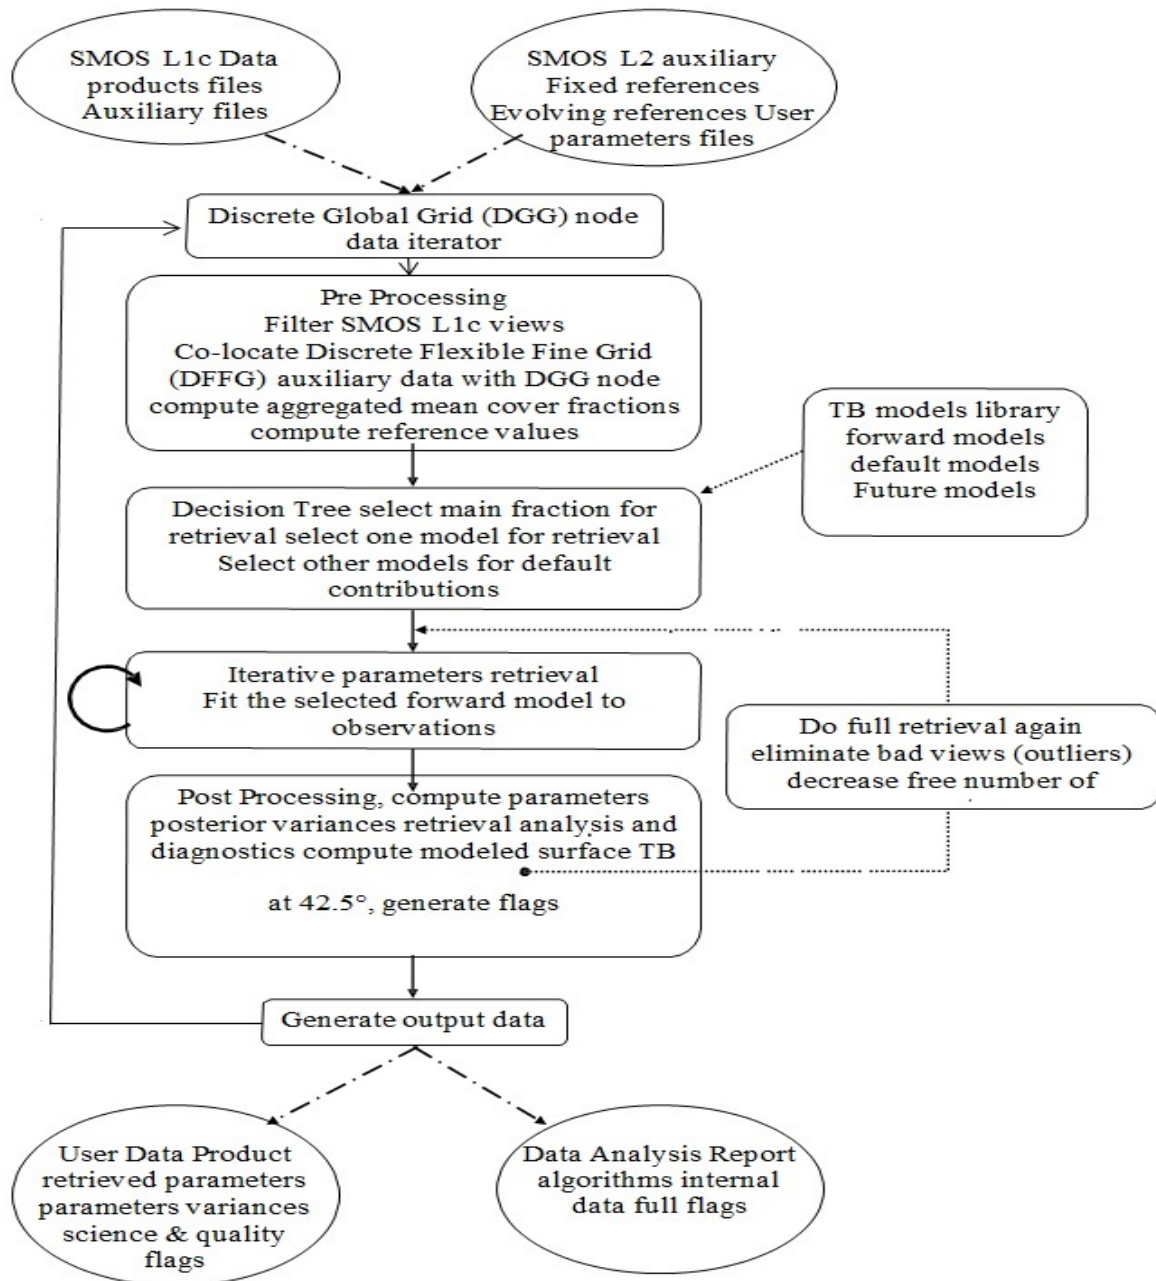 SMOS L1c Data
products files
Auxiliary files
SMOS L2 auxiliary
Fixed references
Evolving references User
parameters files
Discrete Global Grid (DGG) node
data iterator
Pre Processing
Filter SMOS L1c views
Co-locate Discrete Flexible Fine Grid
(DFFG) auxiliary data with DGG node
compute aggregated mean cover fractions
compute reference values
TB models library
forward models
default models
Future models
Decision Tree select main fraction for
retrieval select one model for retrieval
Select other models for default
contributions
Iterative parameters retrieval
Fit the selected forward model to
observations
Do full retrieval again
eliminate bad views (outliers)
decrease free number of
Post Processing, compute parameters
posterior variances retrieval analysis and
diagnostics compute modeled surface TB
at 42.5°, generate flags
Generate output data
User Data Product
retrieved parameters
parameters variances
science & quality
flags
Data Analysis Report
algorithms internal
data full flags